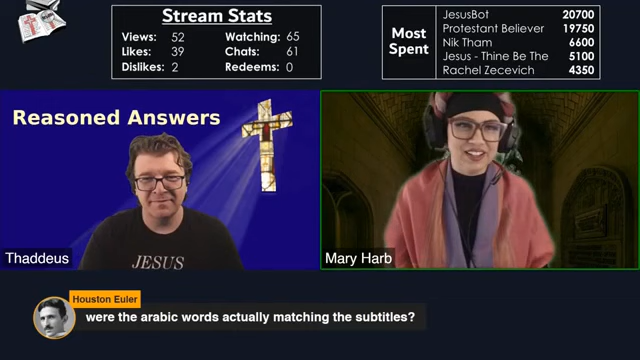 Stream Stats
Views: 52 Watching: 65
Likes: 39 Chats: 61
Dislikes: 2 Redeems: 0
Most Spent
JesusBot 20700
Protestant Believer 19750
Nik Tham 6600
Jesus - Thine Be The 5100
Rachel Zecevich 4350
Reasoned Answers
JESUS
Thaddeus
Mary Harb
Houston Euler
were the arabic words actually matching the subtitles?